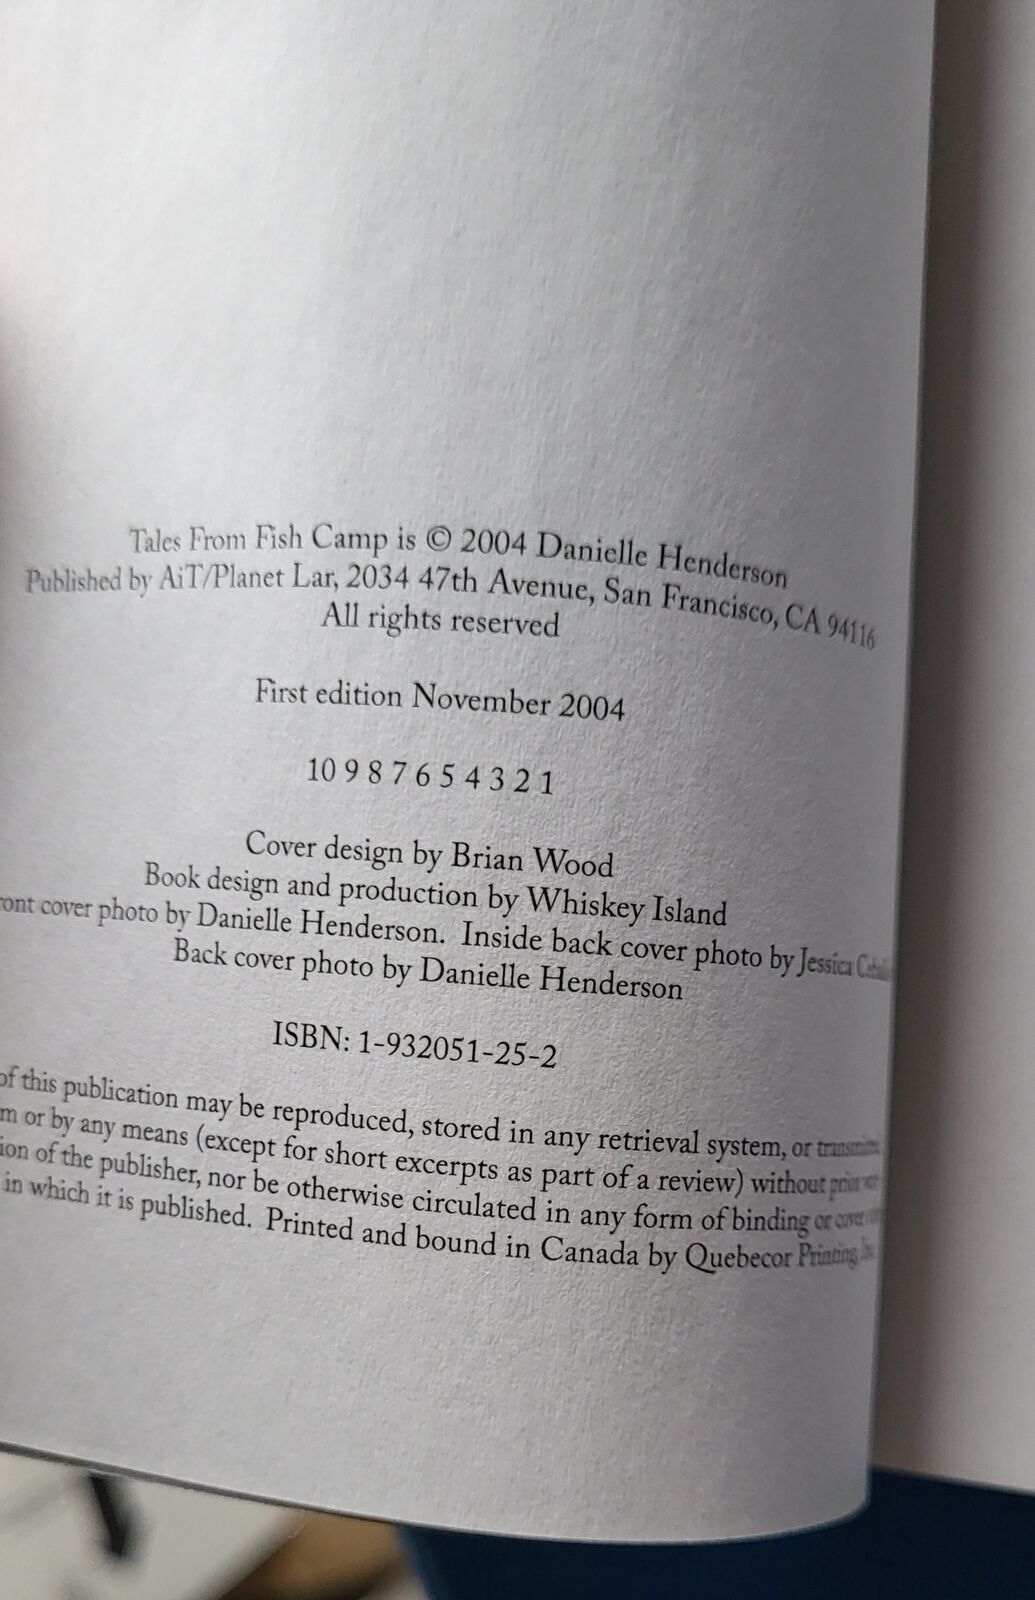 Tales From Fish Camp is © 2004 Danielle Henderson
Published by AiT/Planet Lar, 2034 47th Avenue, San Francisco, CA 94116
All rights reserved
First edition November 2004
10 9 8 7 6 5 4 3 2 1
Cover design by Brian Wood
Book design and production by Whiskey Island
cover photo by Danielle Henderson. Inside back cover photo by Jessica
Back cover photo by Danielle Henderson
ISBN: 1-932051-25-2
of this publication may be reproduced, stored in any retrieval system, or
or by any means (except for short excerpts as part of a review) without prior
of the publisher, nor be otherwise circulated in any form of binding or cover
in which it is published. Printed and bound in Canada by Quebecor Printing,